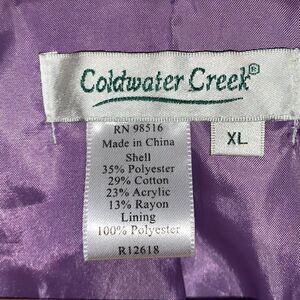 Coldwater Creek®
XL
RN 98516
Made in China
Shell
35% Polyester
29% Cotton
23% Acrylic
13% Rayon
Lining
100% Polyester
R12618